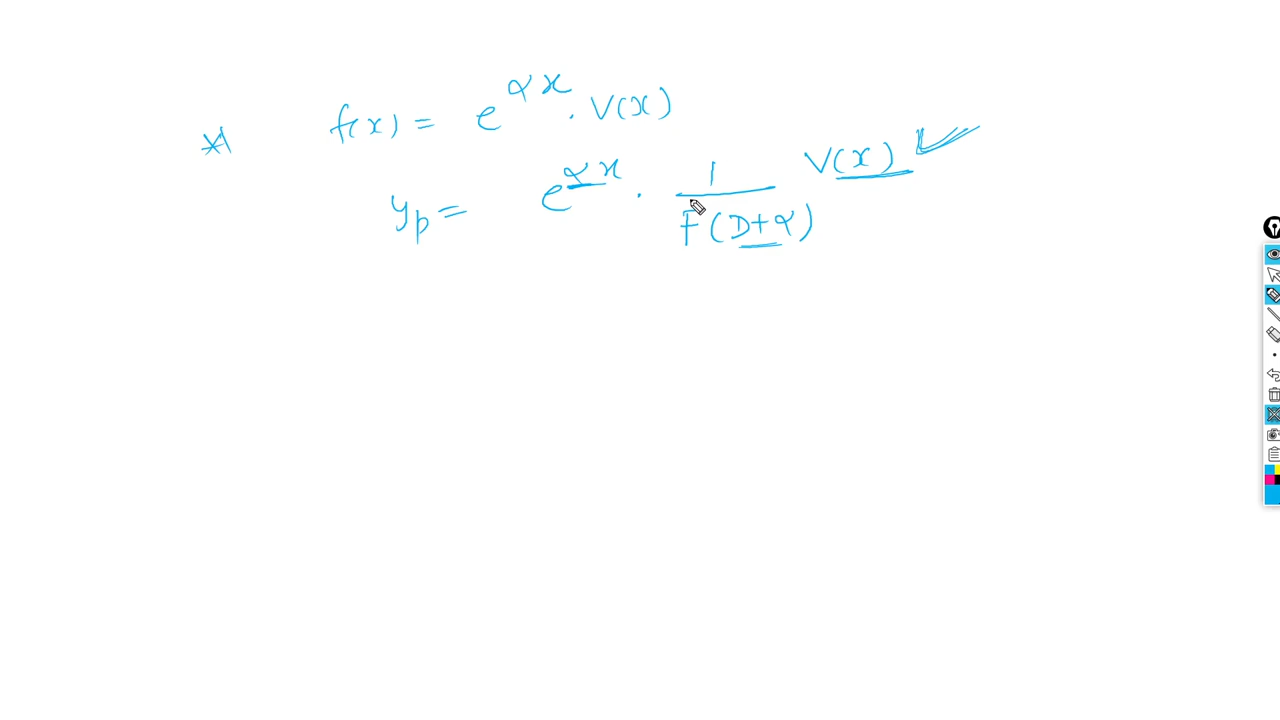 * f(x) = e^{αx} · V(x)
y_p = e^{αx} · 1/F(D+α) V(x) ✓